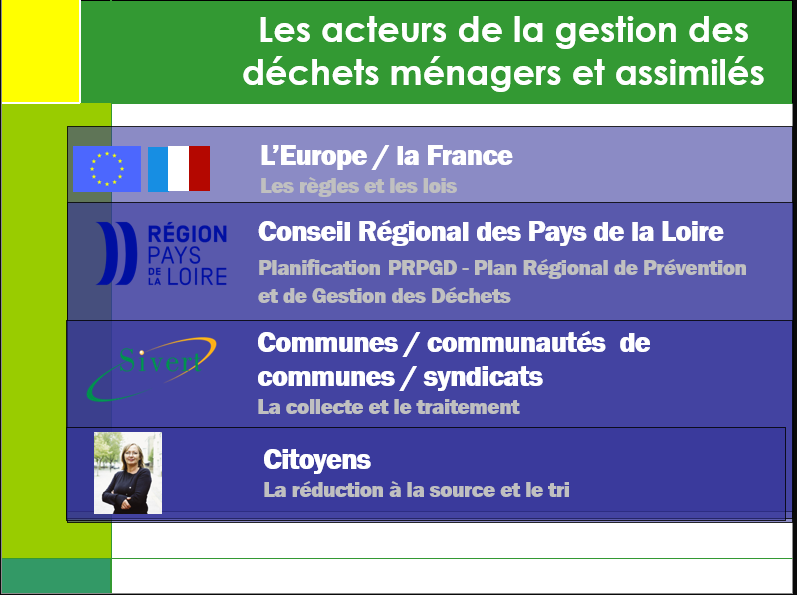 Les acteurs de la gestion des
déchets ménagers et assimilés
L'Europe / la France
Les règles et les lois
RÉGION
PAYS
DE LA LOIRE
Conseil Régional des Pays de la Loire
Planification PRPGD - Plan Régional de Prévention
et de Gestion des Déchets
Sivert
Communes / communautés de
communes / syndicats
La collecte et le traitement
Citoyens
La réduction à la source et le tri